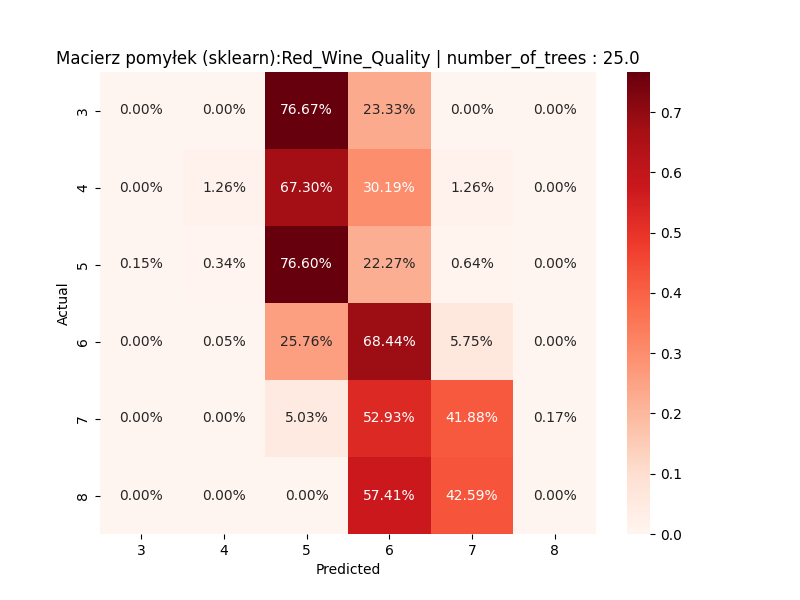 Macierz pomyłek (sklearn):Red_Wine_Quality | number_of_trees : 25.0
3 0.00% 0.00% 76.67% 23.33% 0.00% 0.00%
4 0.00% 1.26% 67.30% 30.19% 1.26% 0.00%
5 0.15% 0.34% 76.60% 22.27% 0.64% 0.00%
Actual
6 0.00% 0.05% 25.76% 68.44% 5.75% 0.00%
7 0.00% 0.00% 5.03% 52.93% 41.88% 0.17%
8 0.00% 0.00% 0.00% 57.41% 42.59% 0.00%
3 4 5 6 7 8
Predicted
0.7
0.6
0.5
0.4
0.3
0.2
0.1
0.0